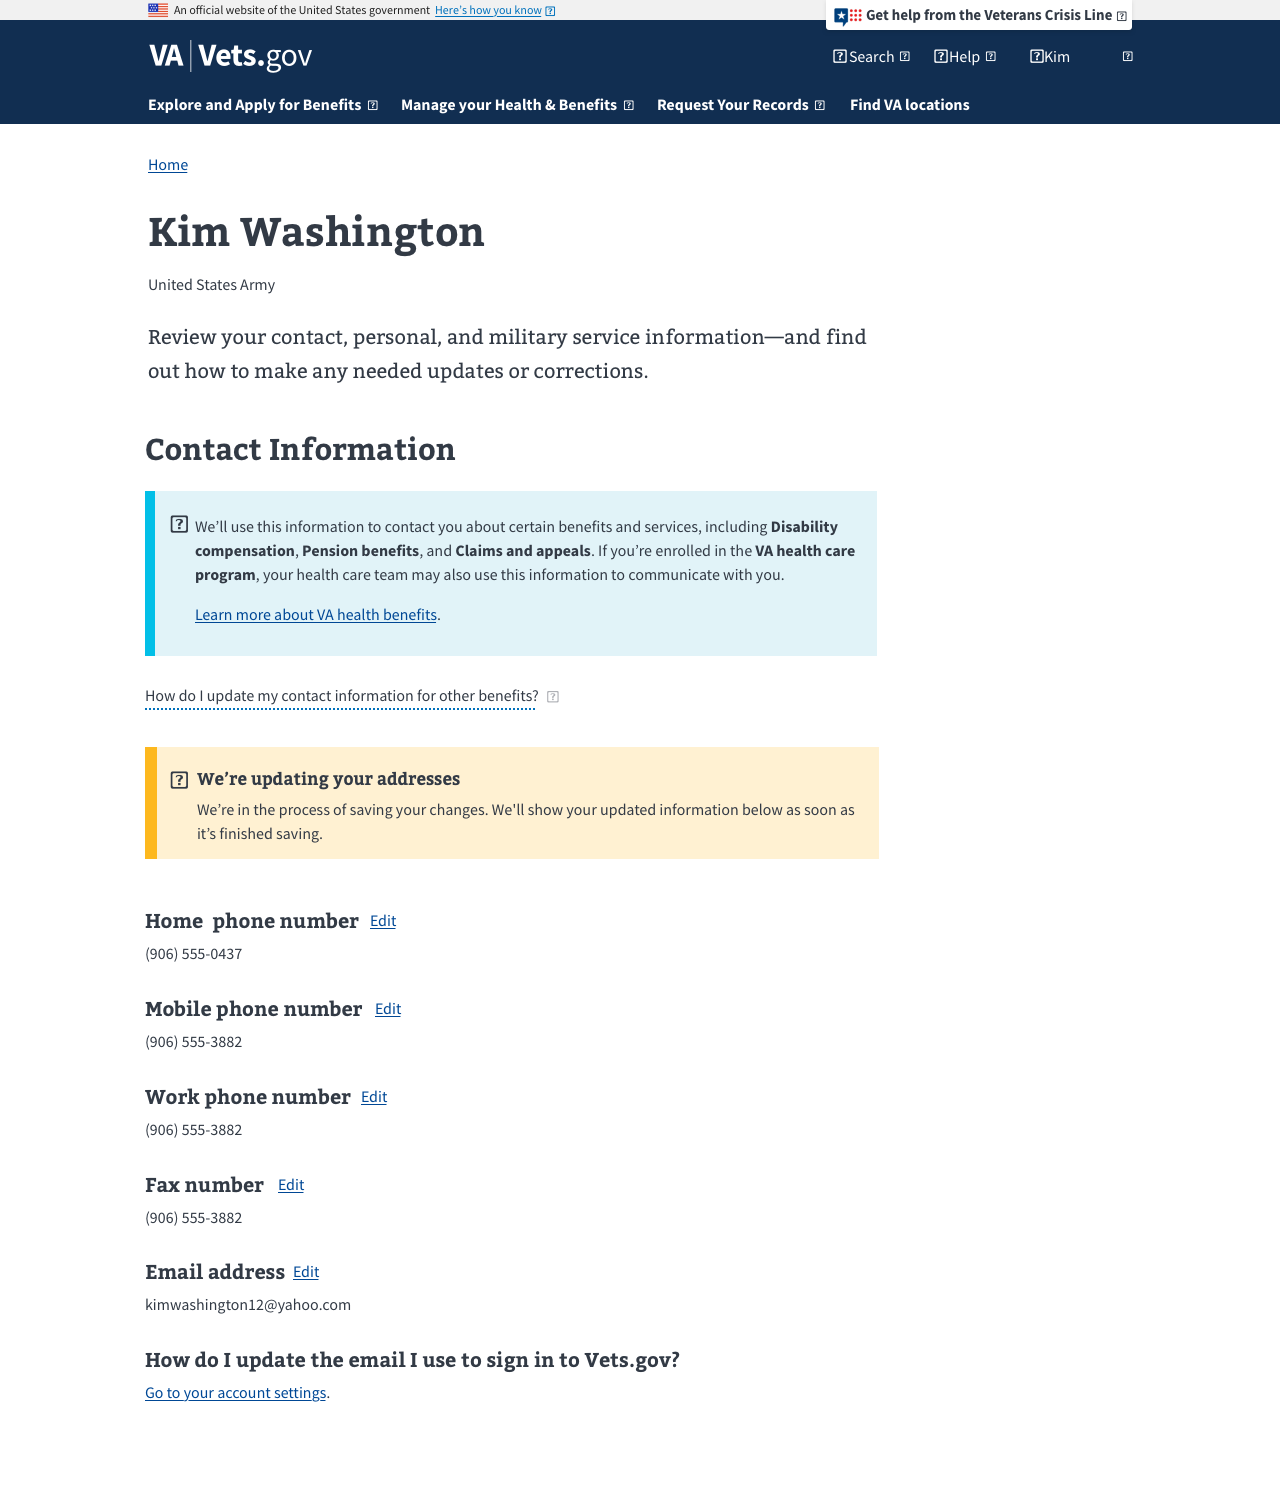 An official website of the United States government Here's how you know
Get help from the Veterans Crisis Line
VA | Vets.gov
Search Help Kim
Explore and Apply for Benefits Manage your Health & Benefits Request Your Records Find VA locations
Home
Kim Washington
United States Army
Review your contact, personal, and military service information—and find
out how to make any needed updates or corrections.
Contact Information
We’ll use this information to contact you about certain benefits and services, including Disability
compensation, Pension benefits, and Claims and appeals. If you’re enrolled in the VA health care
program, your health care team may also use this information to communicate with you.
Learn more about VA health benefits.
How do I update my contact information for other benefits?
We’re updating your addresses
We’re in the process of saving your changes. We'll show your updated information below as soon as
it’s finished saving.
Home  phone number Edit
(906) 555-0437
Mobile phone number Edit
(906) 555-3882
Work phone number Edit
(906) 555-3882
Fax number Edit
(906) 555-3882
Email address Edit
kimwashington12@yahoo.com
How do I update the email I use to sign in to Vets.gov?
Go to your account settings.